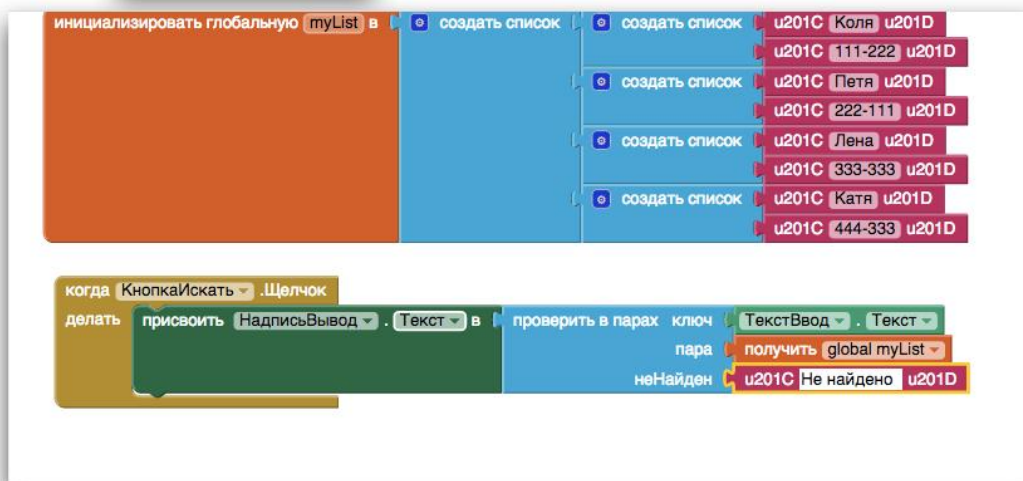 инициализировать глобальную myList в создать список создать список u201C Коля u201D
u201C 111-222 u201D
создать список u201C Петя u201D
u201C 222-111 u201D
создать список u201C Лена u201D
u201C 333-333 u201D
создать список u201C Катя u201D
u201C 444-333 u201D
когда КнопкаИскать .Щелчок
делать присвоить НадписьВывод . Текст в проверить в парах ключ ТекстВвод . Текст
пара получить global myList
неНайден u201C Не найдено u201D